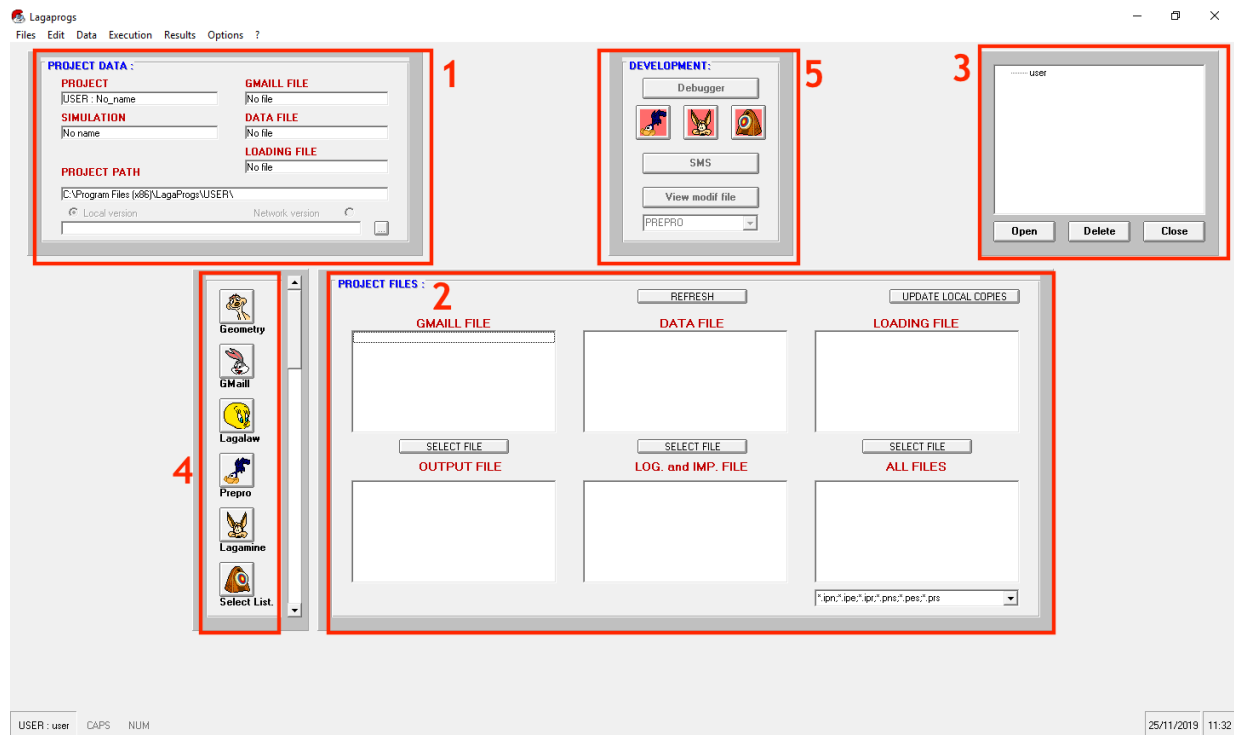 Lagaprogs
Files Edit Data Execution Results Options ?
PROJECT DATA :
PROJECT
GMAILL FILE
USER : No_name
No file
SIMULATION
DATA FILE
No name
No file
LOADING FILE
No file
PROJECT PATH
C:\Program Files (x86)\LagaProgs\USER\
Local version
Network version
...
1
DEVELOPMENT:
Debugger
SMS
View modif file
PREPRO
5
3
user
Open
Delete
Close
4
Geometry
GMaill
Lagalaw
Prepro
Lagamine
Select List.
PROJECT FILES :
2
REFRESH
UPDATE LOCAL COPIES
GMAILL FILE
DATA FILE
LOADING FILE
SELECT FILE
SELECT FILE
SELECT FILE
OUTPUT FILE
LOG. and IMP. FILE
ALL FILES
*.ipn;*.ipe;*.ipr;*.pns;*.pes;*.prs
USER : user
CAPS
NUM
25/11/2019
11:32